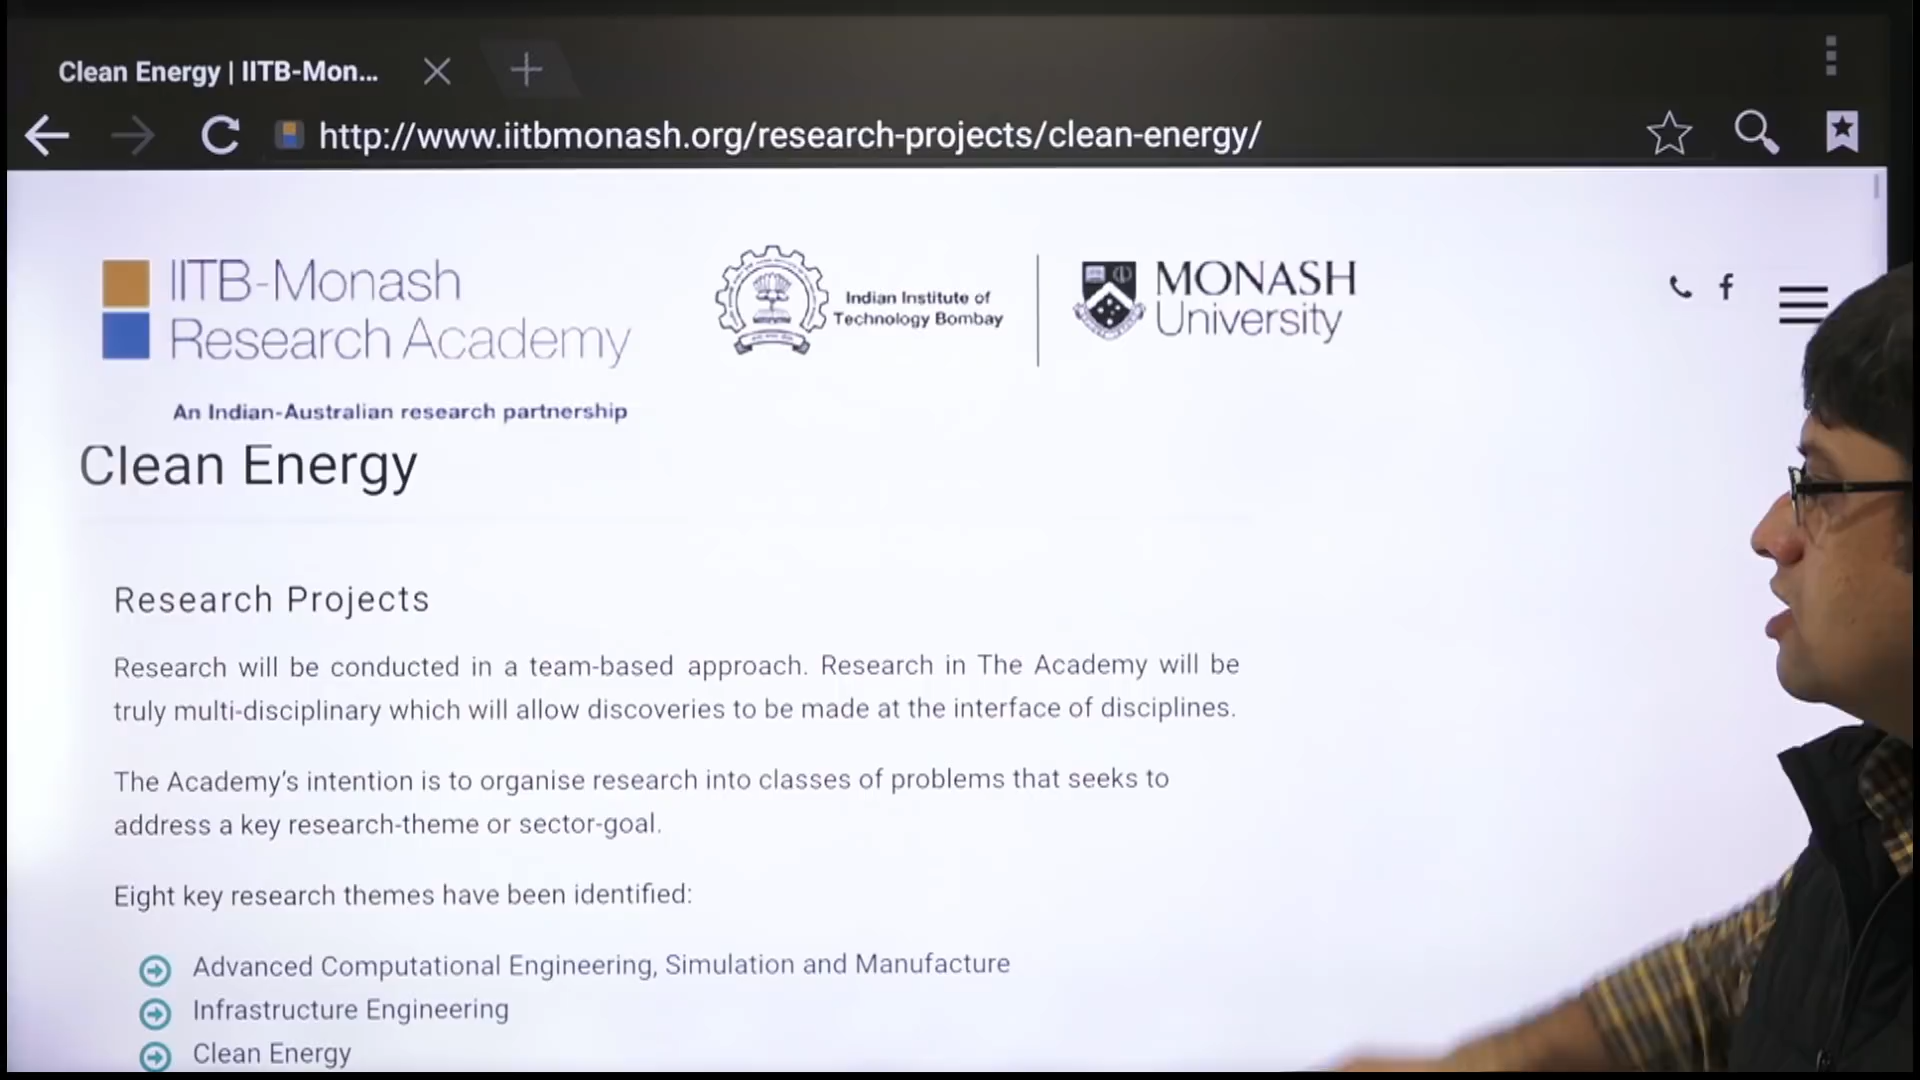 Clean Energy | IITB-Mon...
http://www.iitbmonash.org/research-projects/clean-energy/
IITB-Monash
Research Academy
An Indian-Australian research partnership
Indian Institute of
Technology Bombay
MONASH
University
Clean Energy
Research Projects
Research will be conducted in a team-based approach. Research in The Academy will be
truly multi-disciplinary which will allow discoveries to be made at the interface of disciplines.
The Academy's intention is to organise research into classes of problems that seeks to
address a key research-theme or sector-goal.
Eight key research themes have been identified:
Advanced Computational Engineering, Simulation and Manufacture
Infrastructure Engineering
Clean Energy